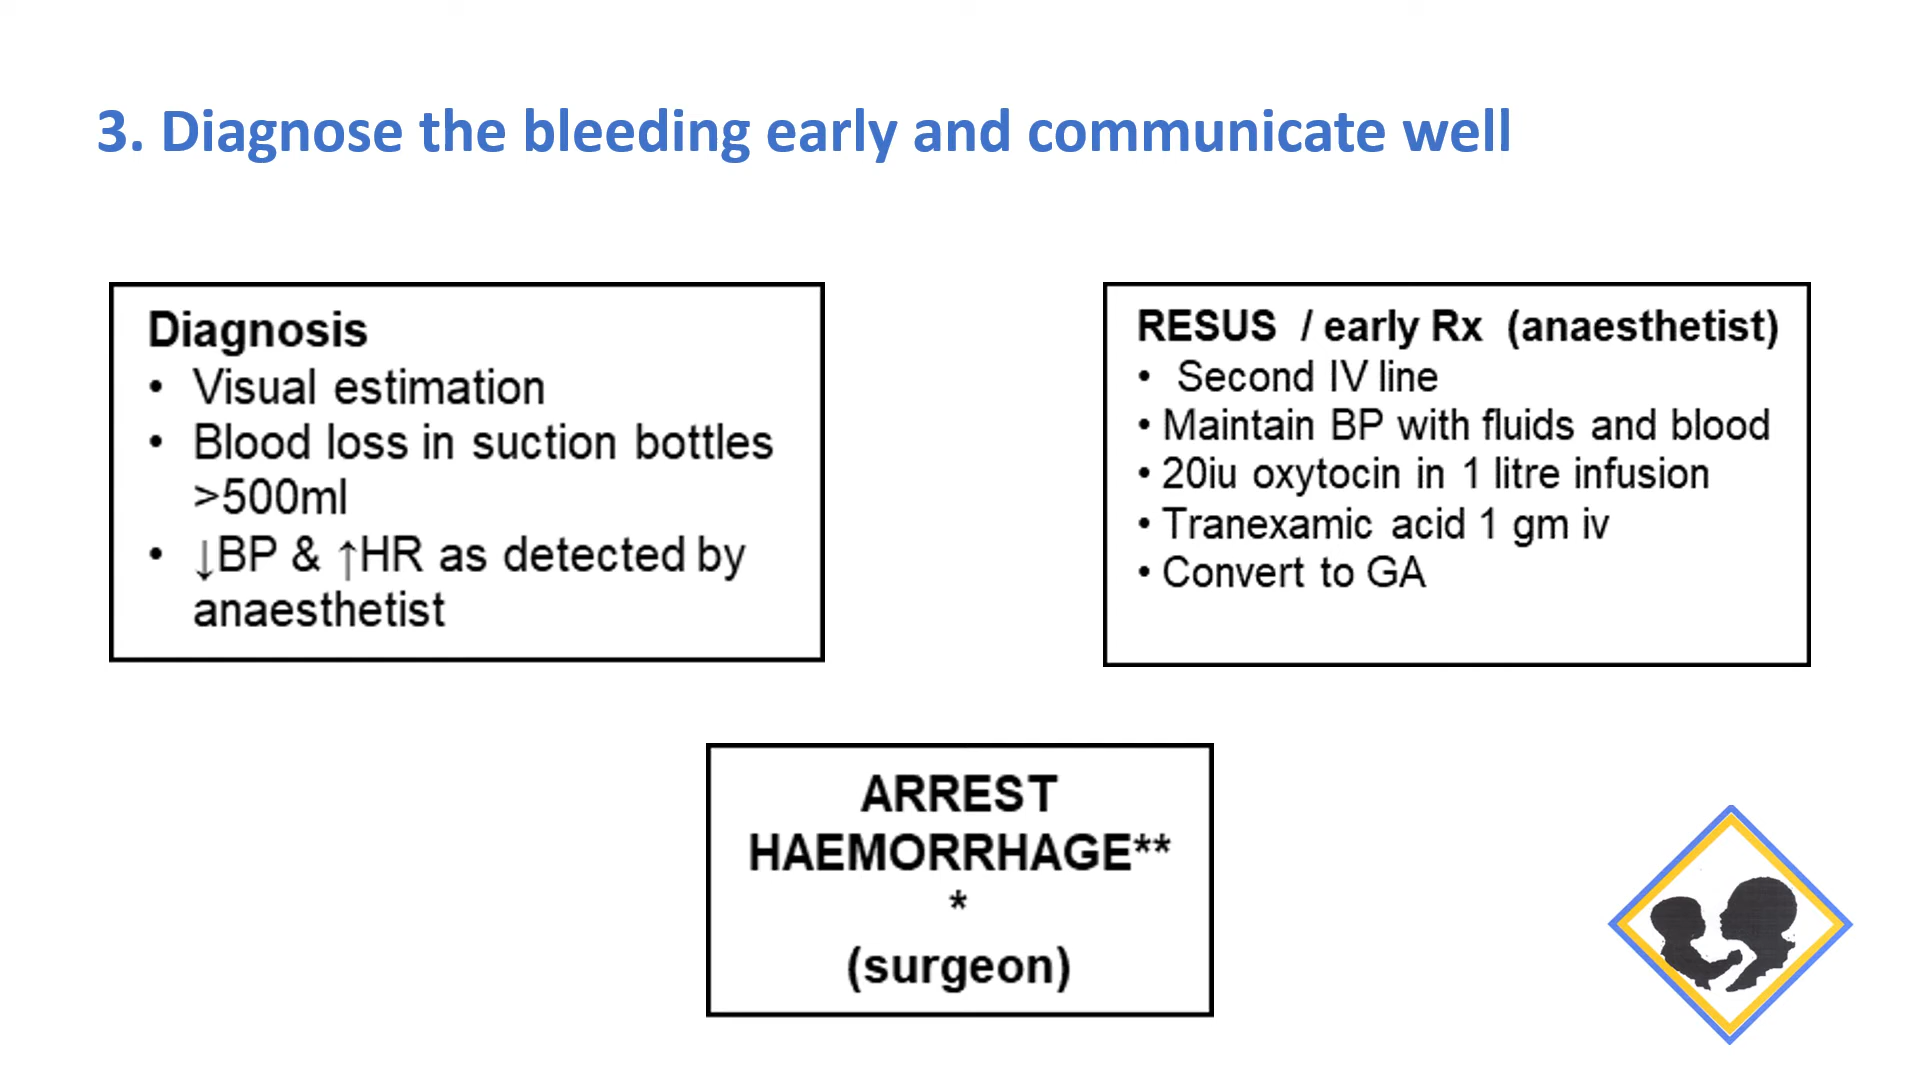 3. Diagnose the bleeding early and communicate well
Diagnosis
• Visual estimation
• Blood loss in suction bottles
>500ml
• ↓BP & ↑HR as detected by
anaesthetist
RESUS / early Rx (anaesthetist)
• Second IV line
• Maintain BP with fluids and blood
• 20iu oxytocin in 1 litre infusion
• Tranexamic acid 1 gm iv
• Convert to GA
ARREST
HAEMORRHAGE**
*
(surgeon)